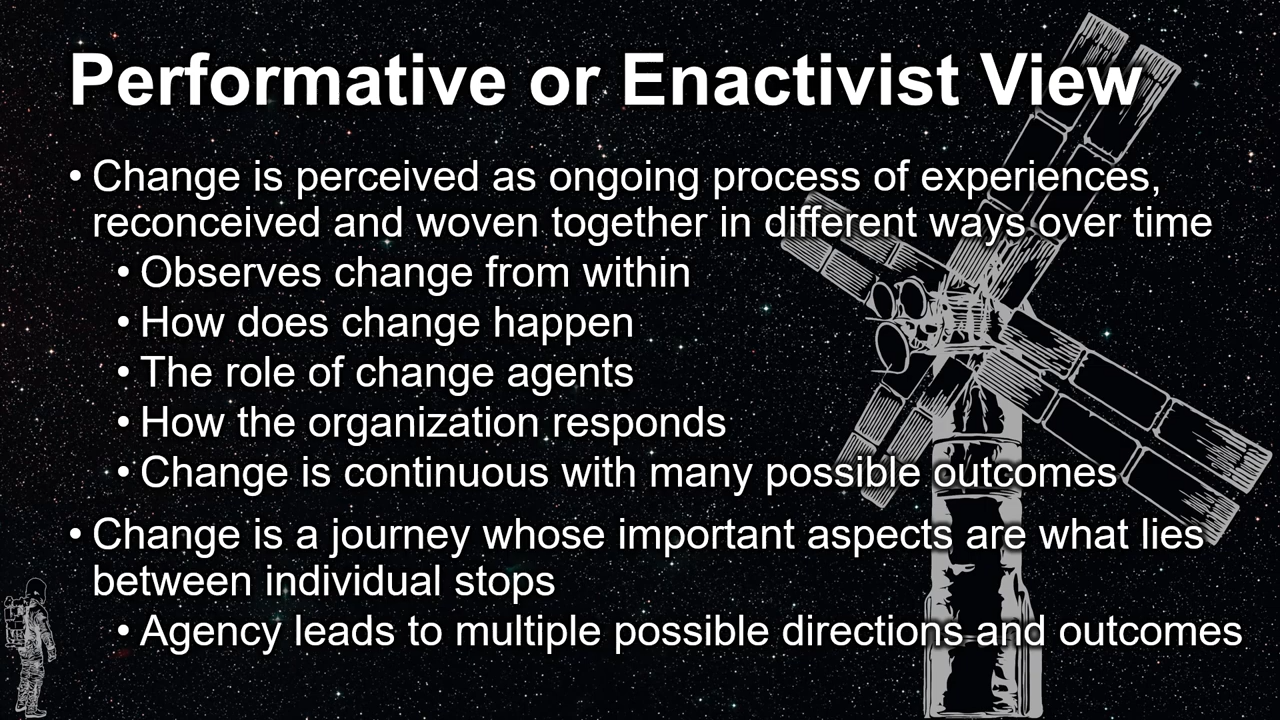 Performative or Enactivist View
• Change is perceived as ongoing process of experiences,
reconceived and woven together in different ways over time
• Observes change from within
• How does change happen
• The role of change agents
• How the organization responds
• Change is continuous with many possible outcomes
• Change is a journey whose important aspects are what lies
between individual stops
• Agency leads to multiple possible directions and outcomes